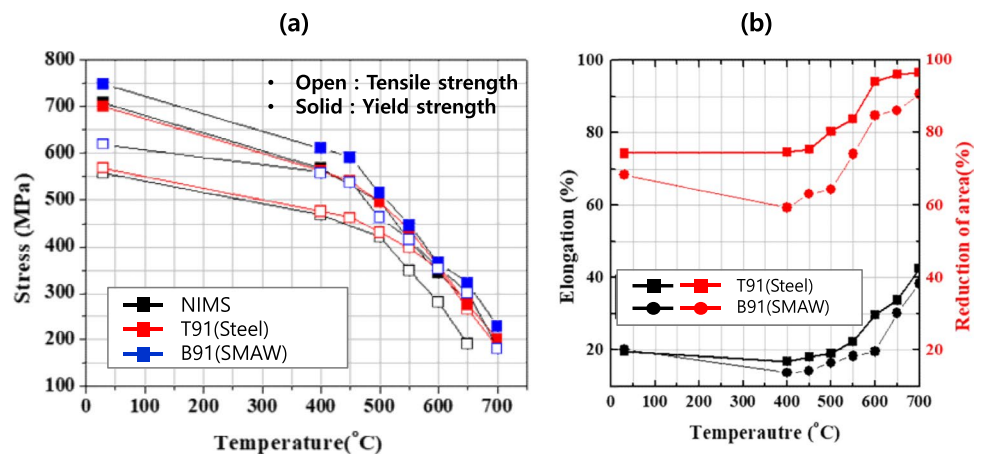 (a)
(b)
800
700
600
500
400
300
200
100
Stress (MPa)
• Open : Tensile strength
• Solid : Yield strength
NIMS
T91(Steel)
B91(SMAW)
0 100 200 300 400 500 600 700
Temperature(°C)
100
80
60
40
20
Elongation (%)
T91(Steel)
B91(SMAW)
100
80
60
40
20
Reduction of area(%)
0 100 200 300 400 500 600 700
Temperautre (°C)